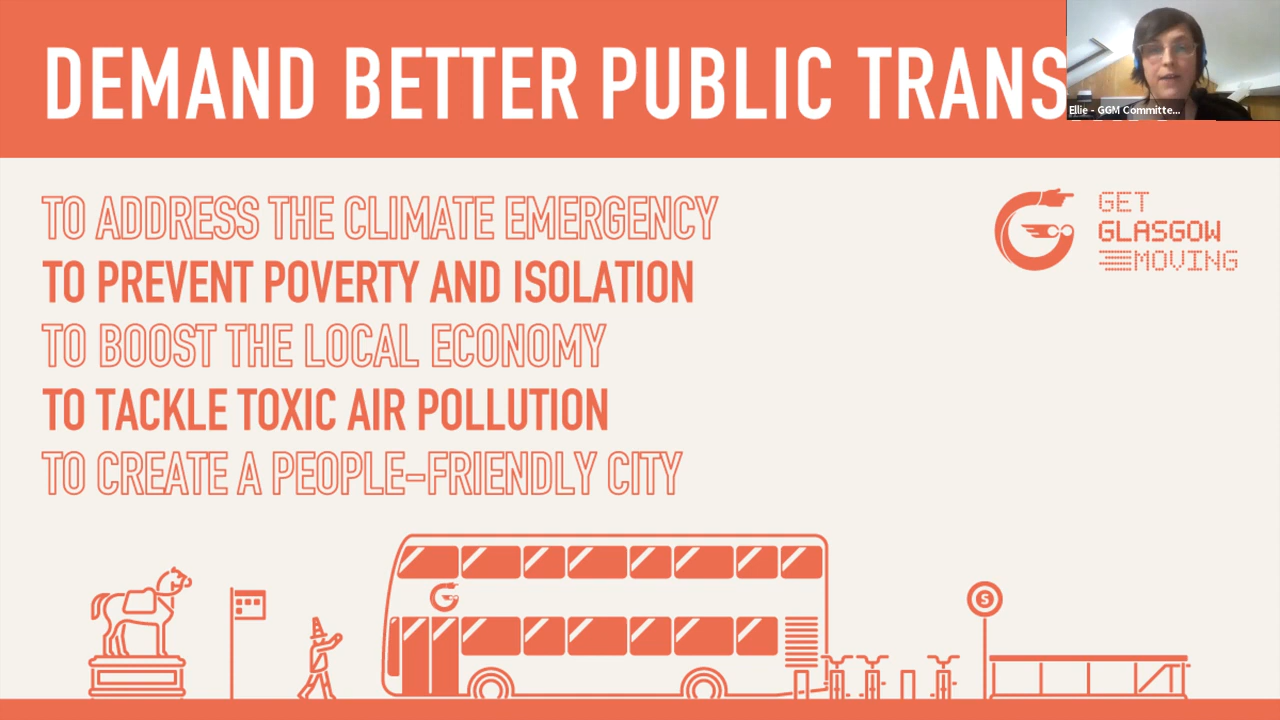 DEMAND BETTER PUBLIC TRANS
Ellie - GGM Committe...
TO ADDRESS THE CLIMATE EMERGENCY
TO PREVENT POVERTY AND ISOLATION
TO BOOST THE LOCAL ECONOMY
TO TACKLE TOXIC AIR POLLUTION
TO CREATE A PEOPLE-FRIENDLY CITY
GET
GLASGOW
MOVING
S